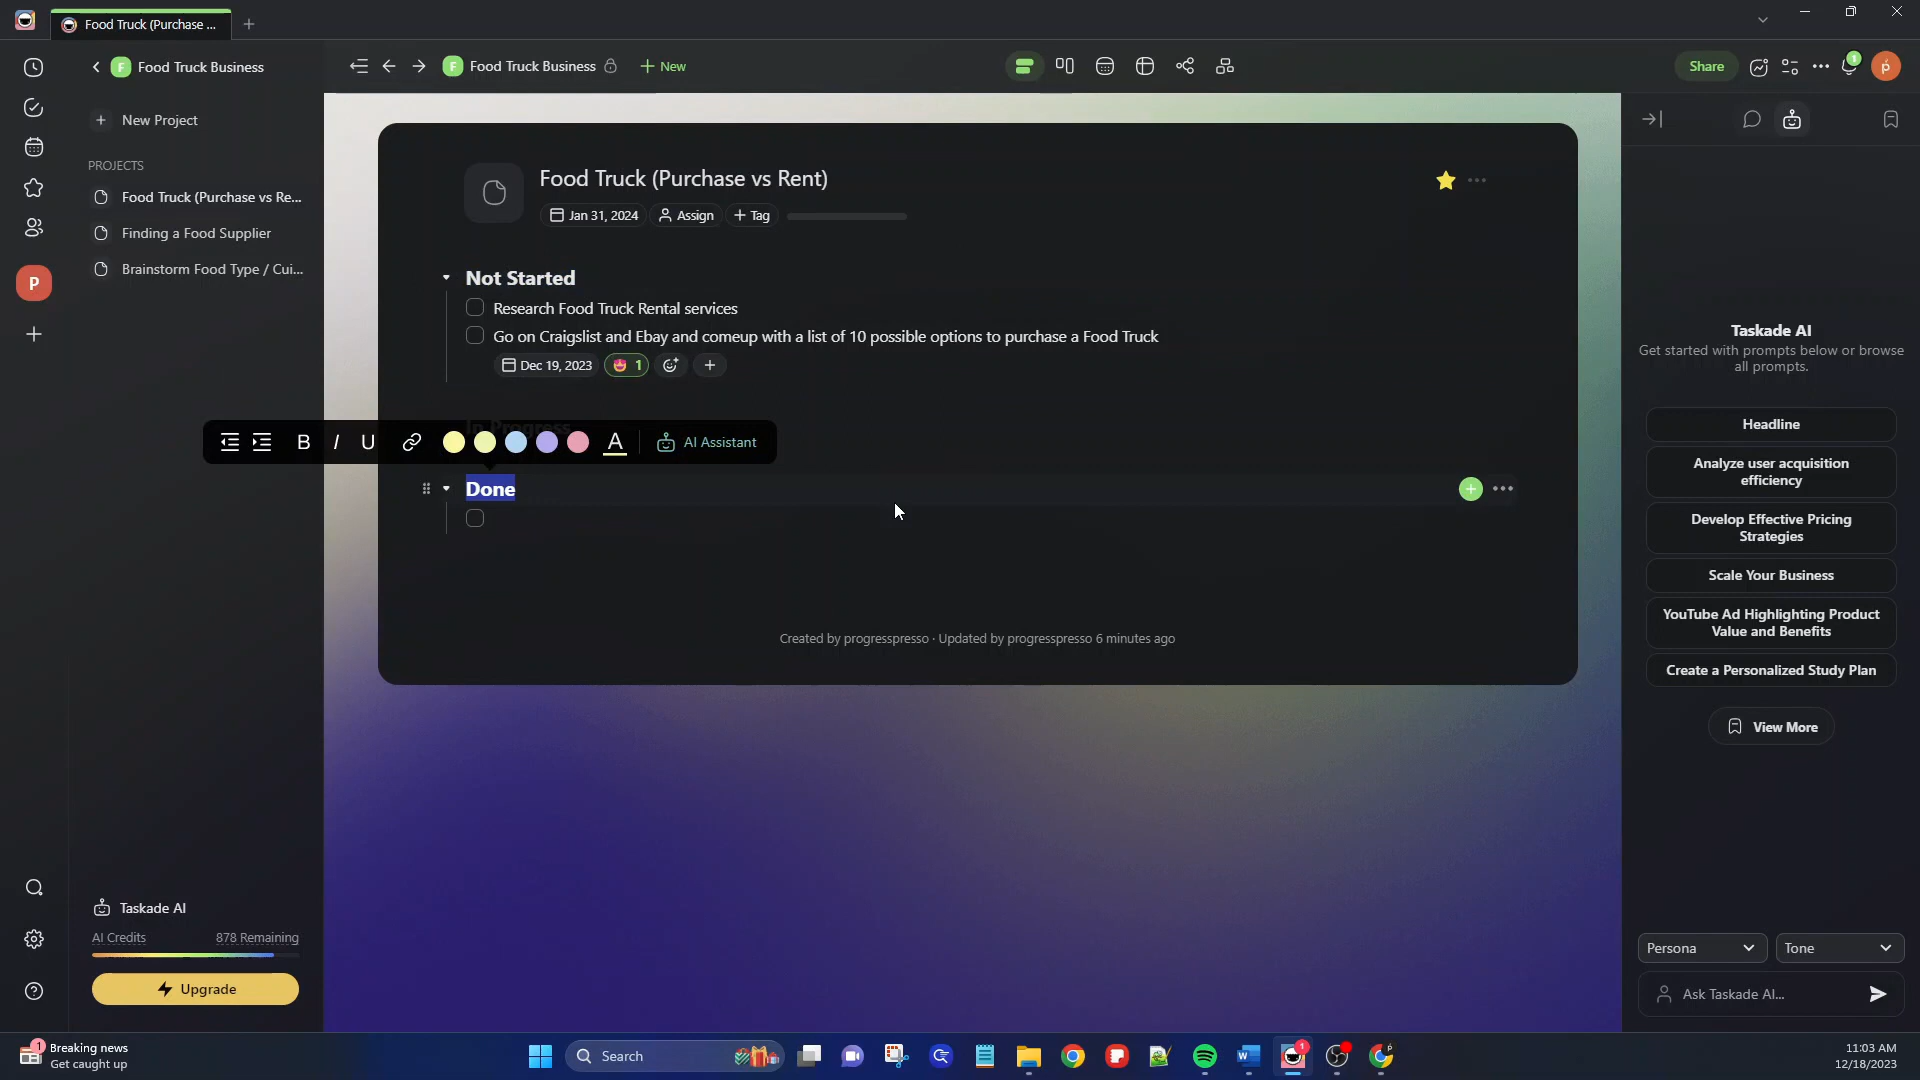 Food Truck (Purchase ...
F Food Truck Business
F Food Truck Business
+ New
Share
1
p
New Project
PROJECTS
Food Truck (Purchase vs Re...
Finding a Food Supplier
Brainstorm Food Type / Cui...
P
Food Truck (Purchase vs Rent)
Jan 31, 2024
Assign
+ Tag
Not Started
Research Food Truck Rental services
Go on Craigslist and Ebay and comeup with a list of 10 possible options to purchase a Food Truck
Dec 19, 2023
1
In Progress
B I U
A
AI Assistant
Done
Created by progresspresso · Updated by progresspresso 6 minutes ago
Taskade AI
Get started with prompts below or browse
all prompts.
Headline
Analyze user acquisition
efficiency
Develop Effective Pricing
Strategies
Scale Your Business
YouTube Ad Highlighting Product
Value and Benefits
Create a Personalized Study Plan
View More
Persona
Tone
Ask Taskade AI...
Taskade AI
AI Credits
878 Remaining
Upgrade
1
Breaking news
Get caught up
Search
W
1
11:03 AM
12/18/2023